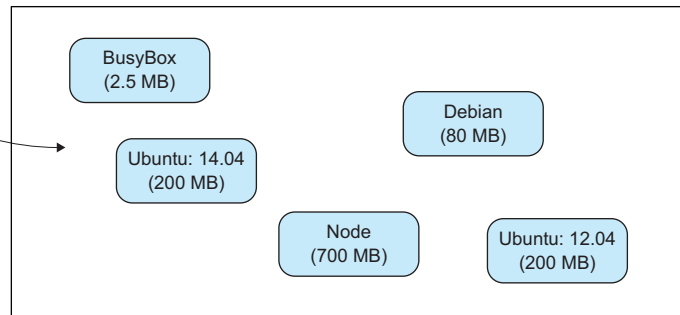 BusyBox
(2.5 MB)
Debian
(80 MB)
Ubuntu: 14.04
(200 MB)
Node
(700 MB)
Ubuntu: 12.04
(200 MB)